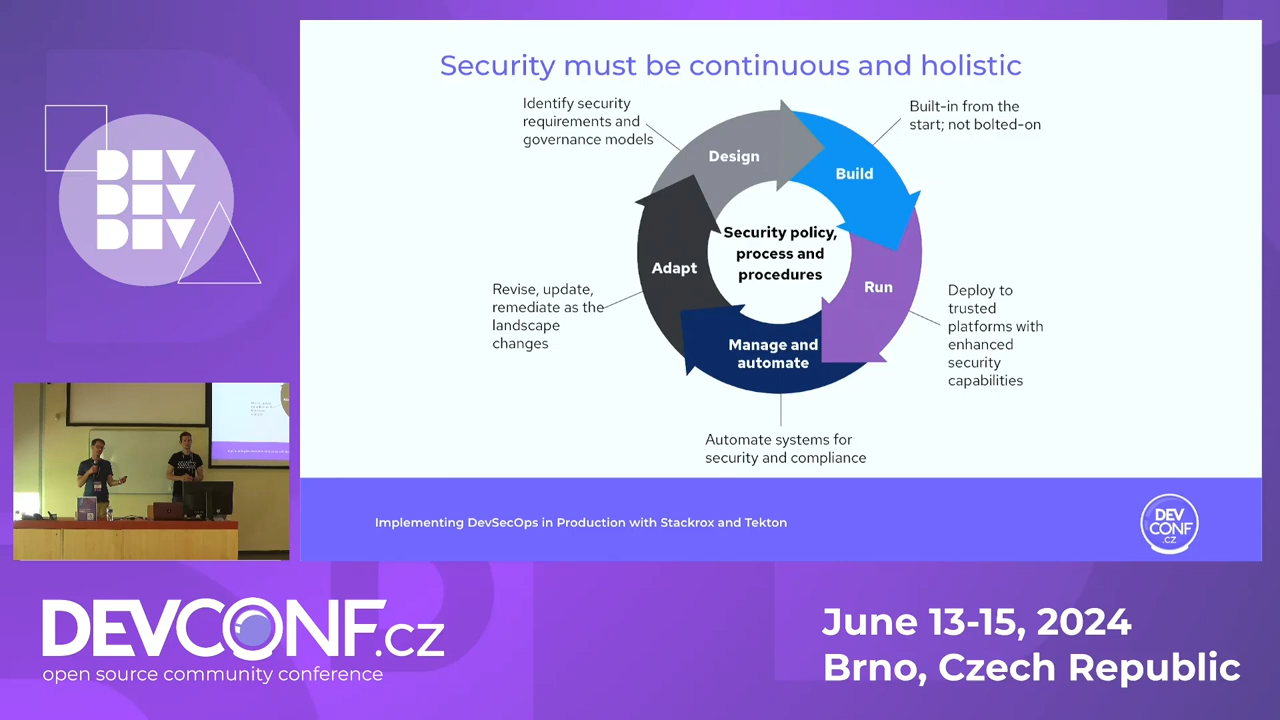 Security must be continuous and holistic
Identify security
requirements and
governance models
Built-in from the
start; not bolted-on
Design
Build
Security policy,
process and
procedures
Adapt
Run
Revise, update,
remediate as the
landscape
changes
Deploy to
trusted
platforms with
enhanced
security
capabilities
Manage and
automate
Automate systems for
security and compliance
Implementing DevSecOps in Production with Stackrox and Tekton
DEV
CONF
.CZ
DEV
DEV
DEV
DEVCONF.cz
open source community conference
June 13-15, 2024
Brno, Czech Republic